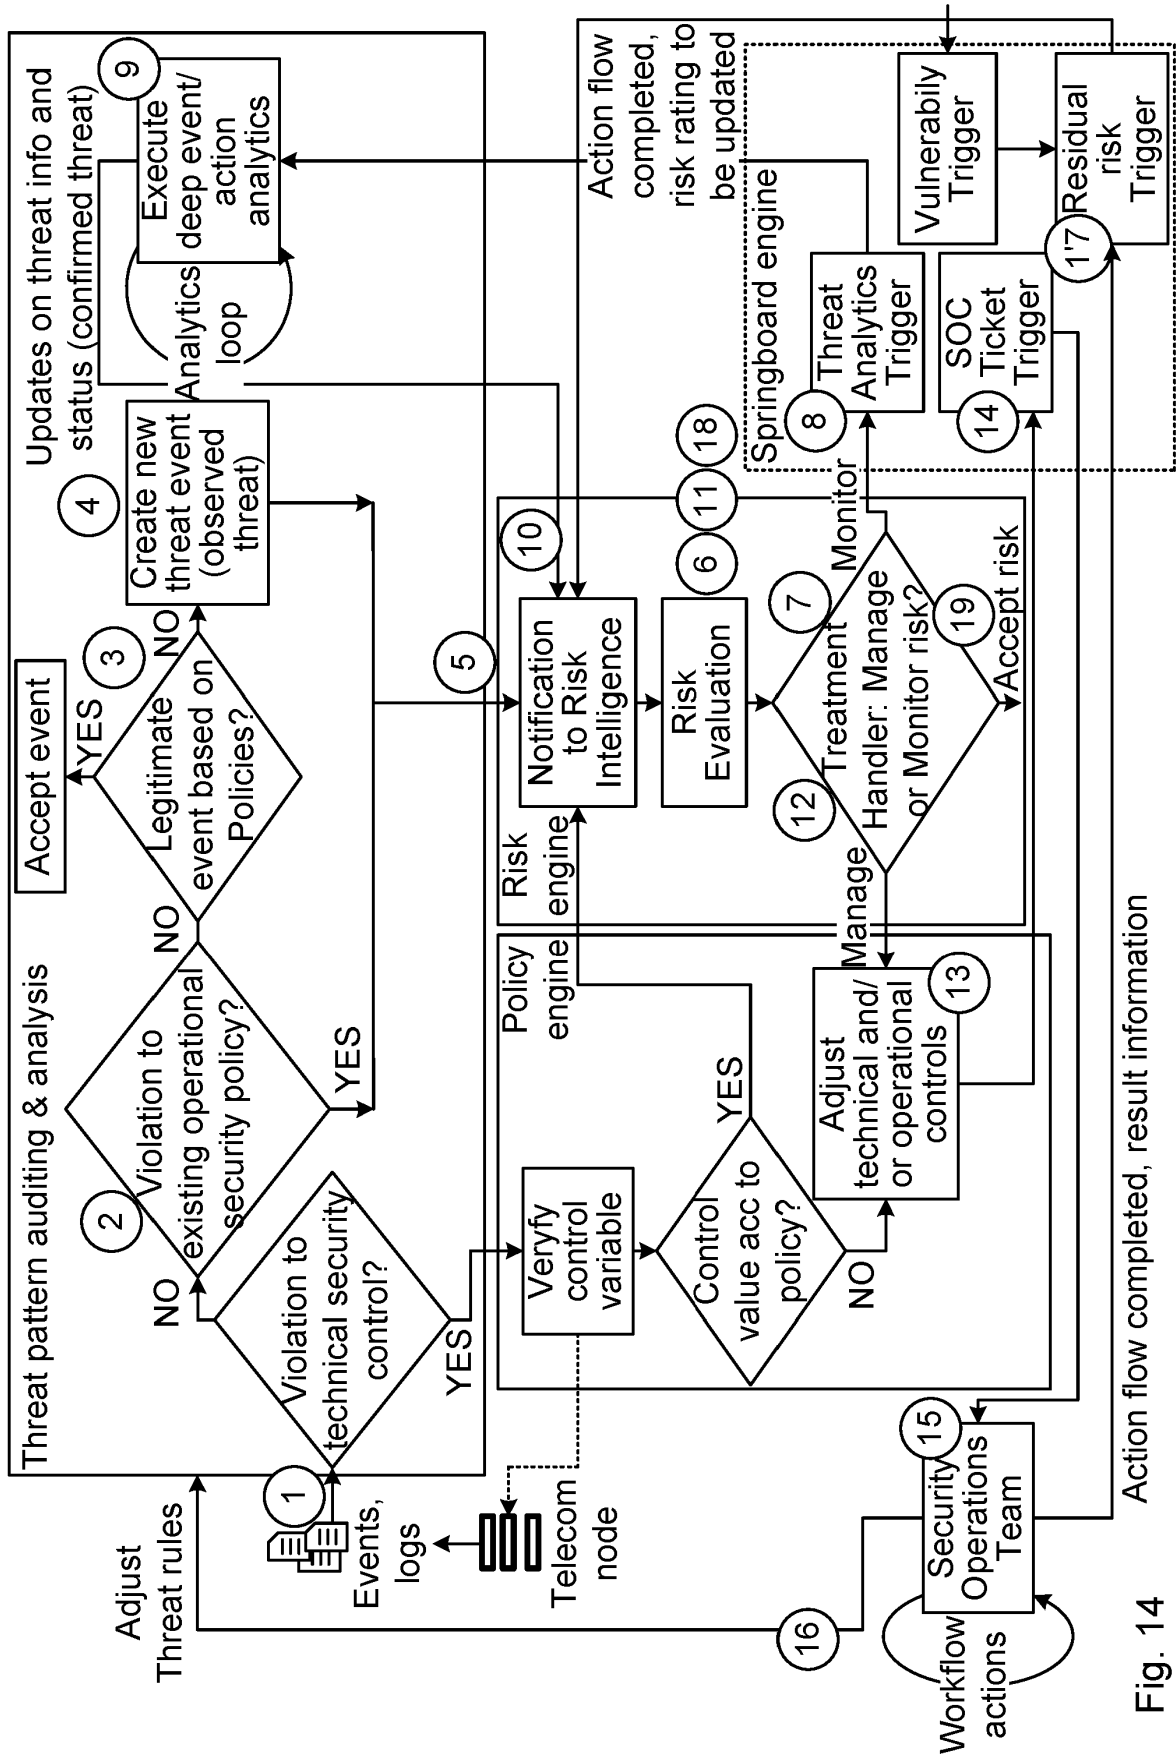 Threat pattern auditing & analysis
Adjust
Threat rules
1
Events,
logs
Telecom
node
Violation to
technical security
control?
NO
YES
2
Violation to
existing operational
security policy?
NO
YES
3
Legitimate
event based on
Policies?
YES
Accept event
NO
4
Create new
threat event
(observed
threat)
Analytics
loop
9
Execute
deep event/
action
analytics
Updates on threat info and
status (confirmed threat)
5
Policy
engine
Veryfy
control
variable
Control
value acc to
policy?
YES
NO
Adjust
technical and/
or operational
controls
13
Manage
Risk
engine
10
Notification
to Risk
Intelligence
Risk
Evaluation
6
11
18
7
12
Treatment
Handler: Manage
or Monitor risk?
19
Monitor
Accept risk
Action flow
completed,
risk rating to
be updated
Springboard engine
8
Threat
Analytics
Trigger
14
SOC
Ticket
Trigger
Vulnerabily
Trigger
1'7
Residual
risk
Trigger
15
Security
Operations
Team
16
Workflow
actions
Action flow completed, result information
Fig. 14